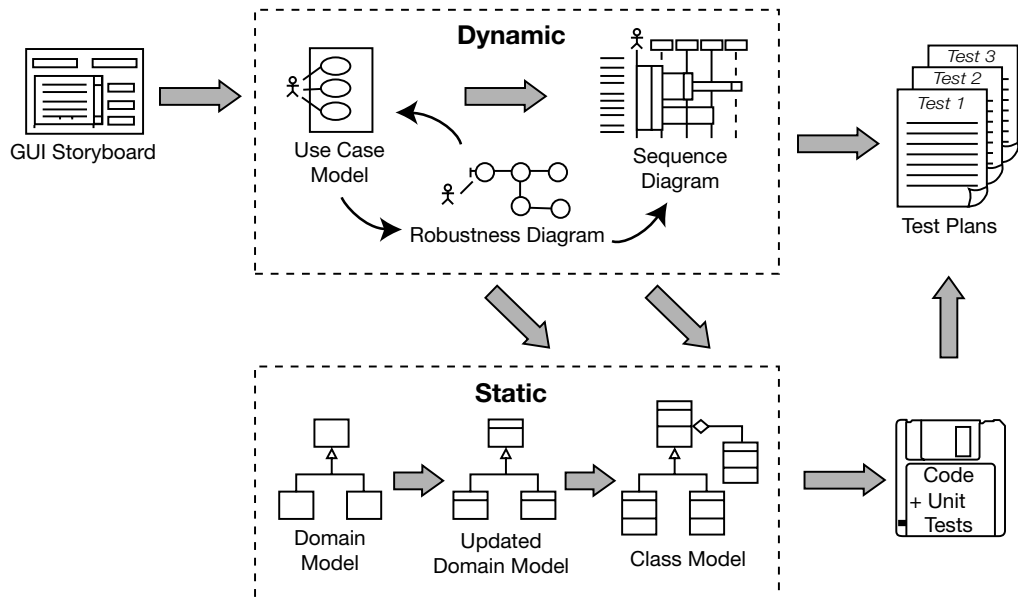 Dynamic
GUI Storyboard
Use Case
Model
Robustness Diagram
Sequence
Diagram
Test 3
Test 2
Test 1
Test Plans
Static
Domain
Model
Updated
Domain Model
Class Model
Code
+ Unit
Tests